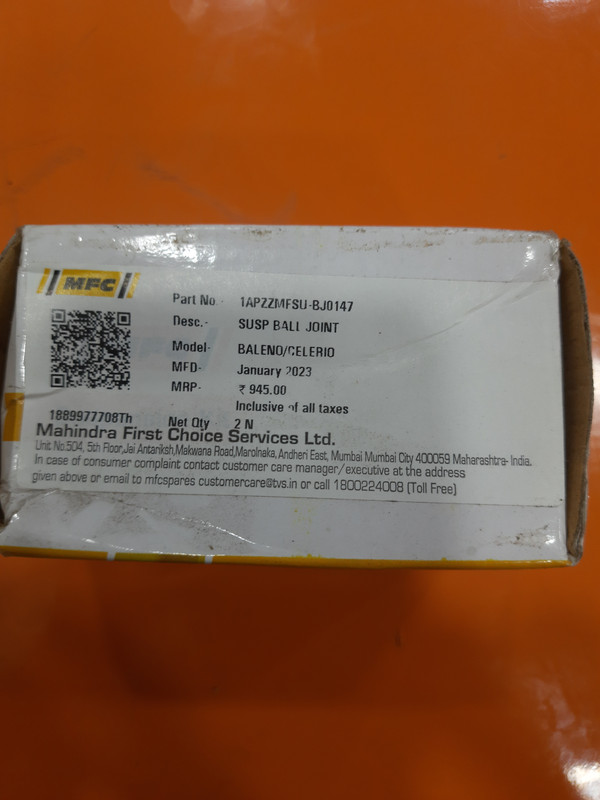 MFC
Part No.- 1APZZMFSU-BJ0147
Desc.- SUSP BALL JOINT
Model- BALENO/CELERIO
MFD- January 2023
MRP- ₹ 945.00
Inclusive of all taxes
1889977708Th
Net Qty 2 N
Mahindra First Choice Services Ltd.
Unit No.504, 5th Floor,Jai Antariksh,Makwana Road,Marolnaka, Andheri East, Mumbai Mumbai City 400059 Maharashtra- India.
In case of consumer complaint contact customer care manager/executive at the address
given above or email to mfcspares customercare@tvs.in or call 1800224008 (Toll Free)